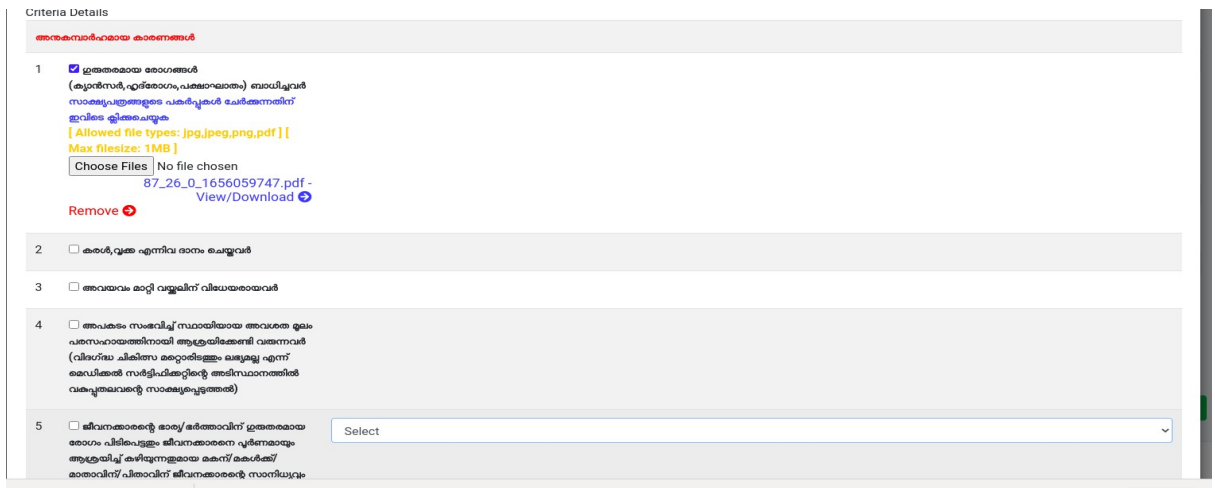 Criteria Details
അനുകമ്പാർഹമായ കാരണങ്ങൾ
1
ഗുരുതരമായ രോഗങ്ങൾ
(ക്യാൻസർ,ഹൃദ്രോഗം,പക്ഷാഘാതം) ബാധിച്ചവർ
സാക്ഷ്യപത്രങ്ങളുടെ പകർപ്പുകൾ ചേർക്കുന്നതിന്
ഇവിടെ ക്ലിക്കുചെയ്യുക
[ Allowed file types: jpg,jpeg,png,pdf ] [
Max filesize: 1MB ]
Choose Files No file chosen
87_26_0_1656059747.pdf -
View/Download
Remove
2
കരൾ,വൃക്ക എന്നിവ ദാനം ചെയ്തവർ
3
അവയവം മാറ്റി വയ്ക്കലിന് വിധേയരായവർ
4
അപകടം സംഭവിച്ച് സ്ഥായിയായ അവശത മൂലം
പരസഹായത്തിനായി ആശ്രയിക്കേണ്ടി വരുന്നവർ
(വിദഗ്ദ്ധ ചികിത്സ മറ്റൊരിടത്തും ലഭ്യമല്ല എന്ന്
മെഡിക്കൽ സർട്ടിഫിക്കറ്റിന്റെ അടിസ്ഥാനത്തിൽ
വകുപ്പുതലവന്റെ സാക്ഷ്യപ്പെടുത്തൽ)
5
ജീവനക്കാരന്റെ ഭാര്യ/ഭർത്താവിന് ഗുരുതരമായ
രോഗം പിടിപെട്ടതും ജീവനക്കാരനെ പൂർണമായും
ആശ്രയിച്ച് കഴിയുന്നതുമായ മകന്/മകൾക്ക്/
മാതാവിന്/പിതാവിന് ജീവനക്കാരന്റെ സാനിധ്യവും
Select